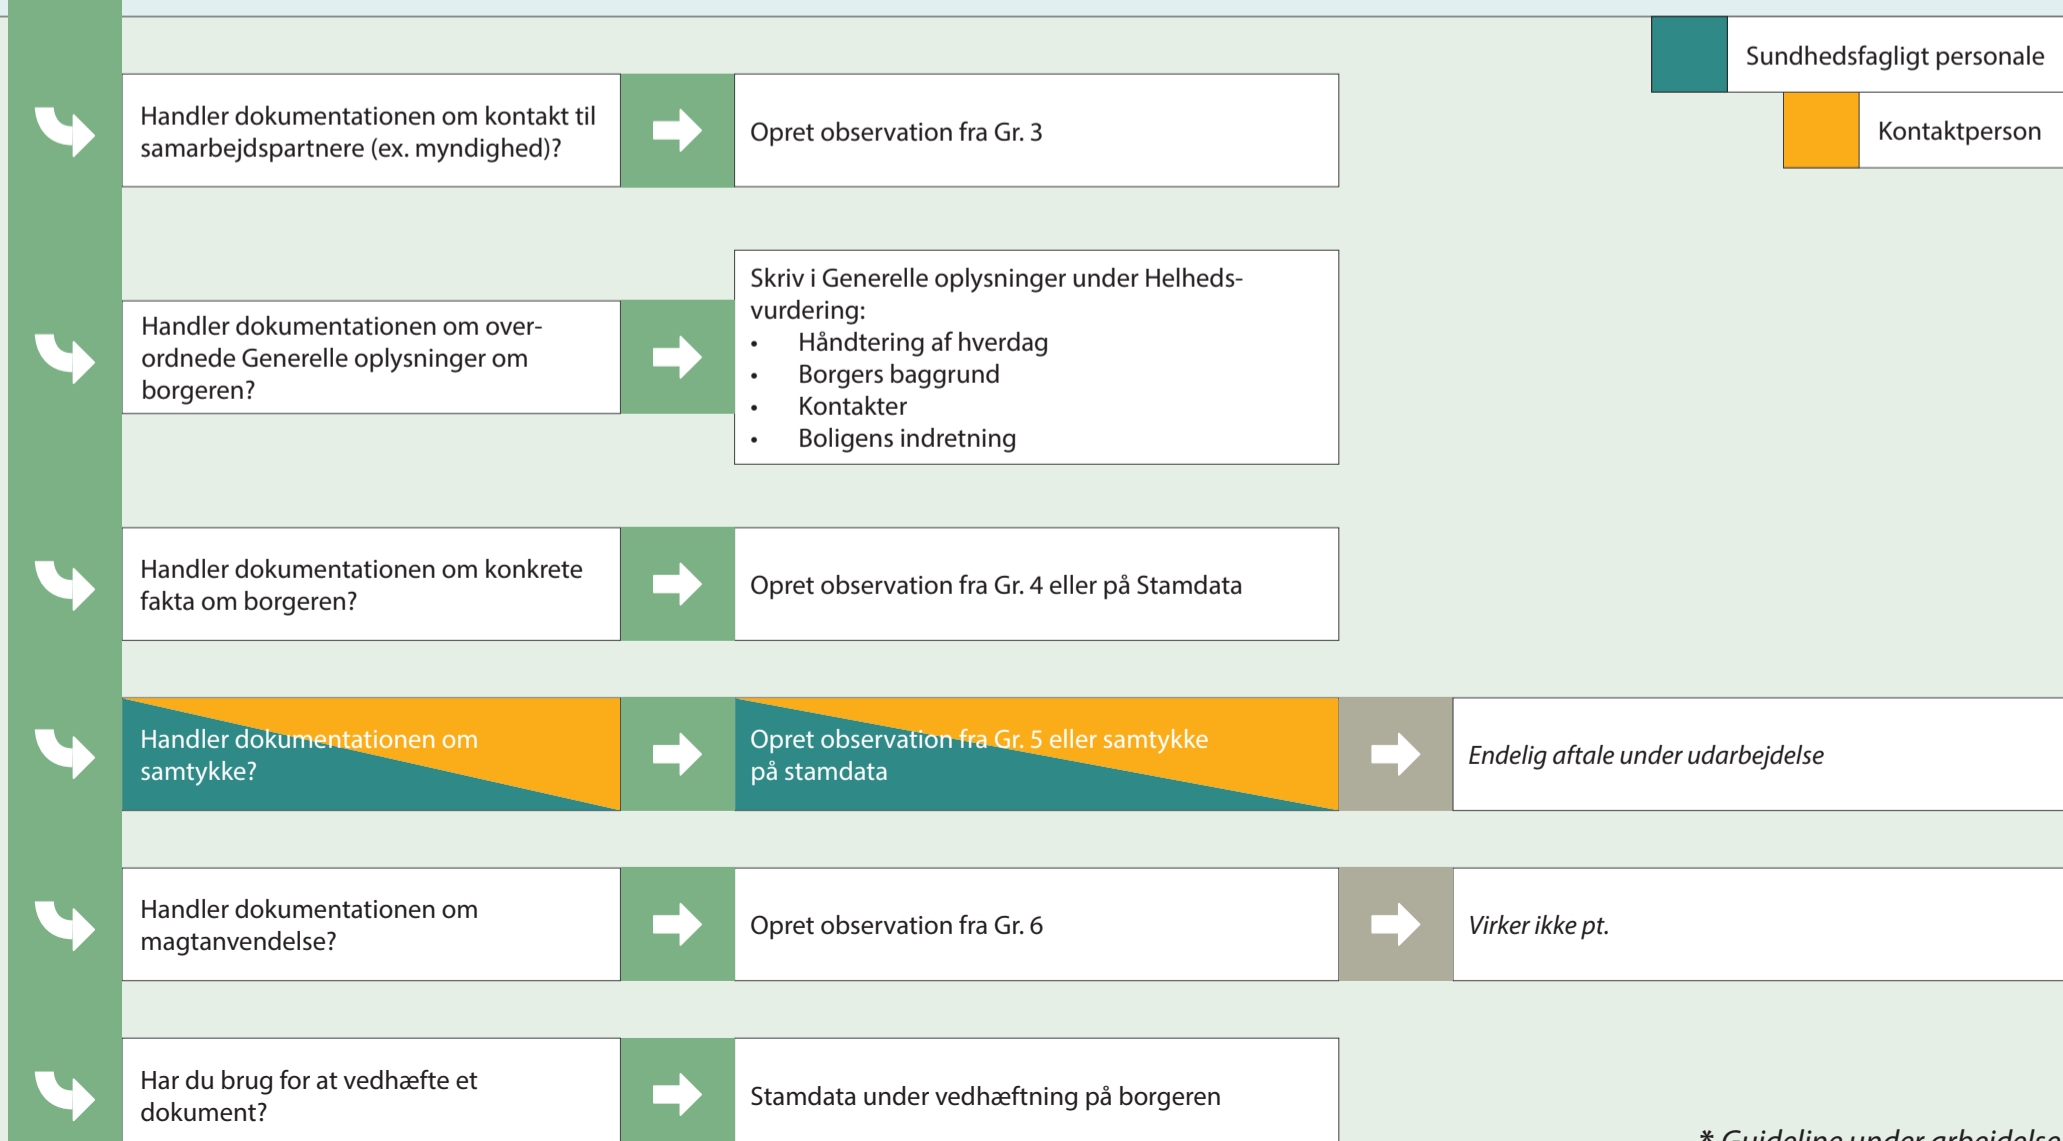 Sundhedsfagligt personale
Kontaktperson
Handler dokumentationen om kontakt til
samarbejdspartnere (ex. myndighed)?
Opret observation fra Gr. 3
Handler dokumentationen om over-
ordnede Generelle oplysninger om
borgeren?
Skriv i Generelle oplysninger under Helheds-
vurdering:
• Håndtering af hverdag
• Borgers baggrund
• Kontakter
• Boligens indretning
Handler dokumentationen om konkrete
fakta om borgeren?
Opret observation fra Gr. 4 eller på Stamdata
Handler dokumentationen om
samtykke?
Opret observation fra Gr. 5 eller samtykke
på stamdata
Endelig aftale under udarbejdelse
Handler dokumentationen om
magtanvendelse?
Opret observation fra Gr. 6
Virker ikke pt.
Har du brug for at vedhæfte et
dokument?
Stamdata under vedhæftning på borgeren
* Guideline under arbejdelse